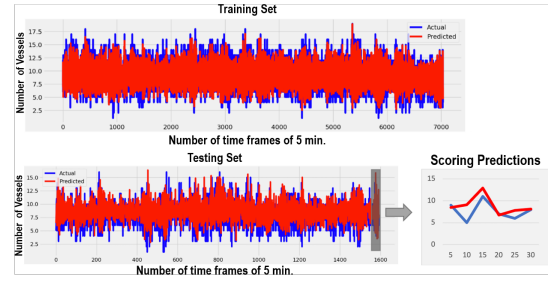 Training Set
Number of Vessels
17.5
15.0
12.5
10.0
7.5
5.0
2.5
Actual
Predicted
0 1000 2000 3000 4000 5000 6000 7000
Number of time frames of 5 min.
Testing Set
Number of Vessels
15.0
12.5
10.0
7.5
5.0
2.5
Actual
Predicted
0 200 400 600 800 1000 1200 1400 1600
Number of time frames of 5 min.
Scoring Predictions
15
10
5
0
5 10 15 20 25 30